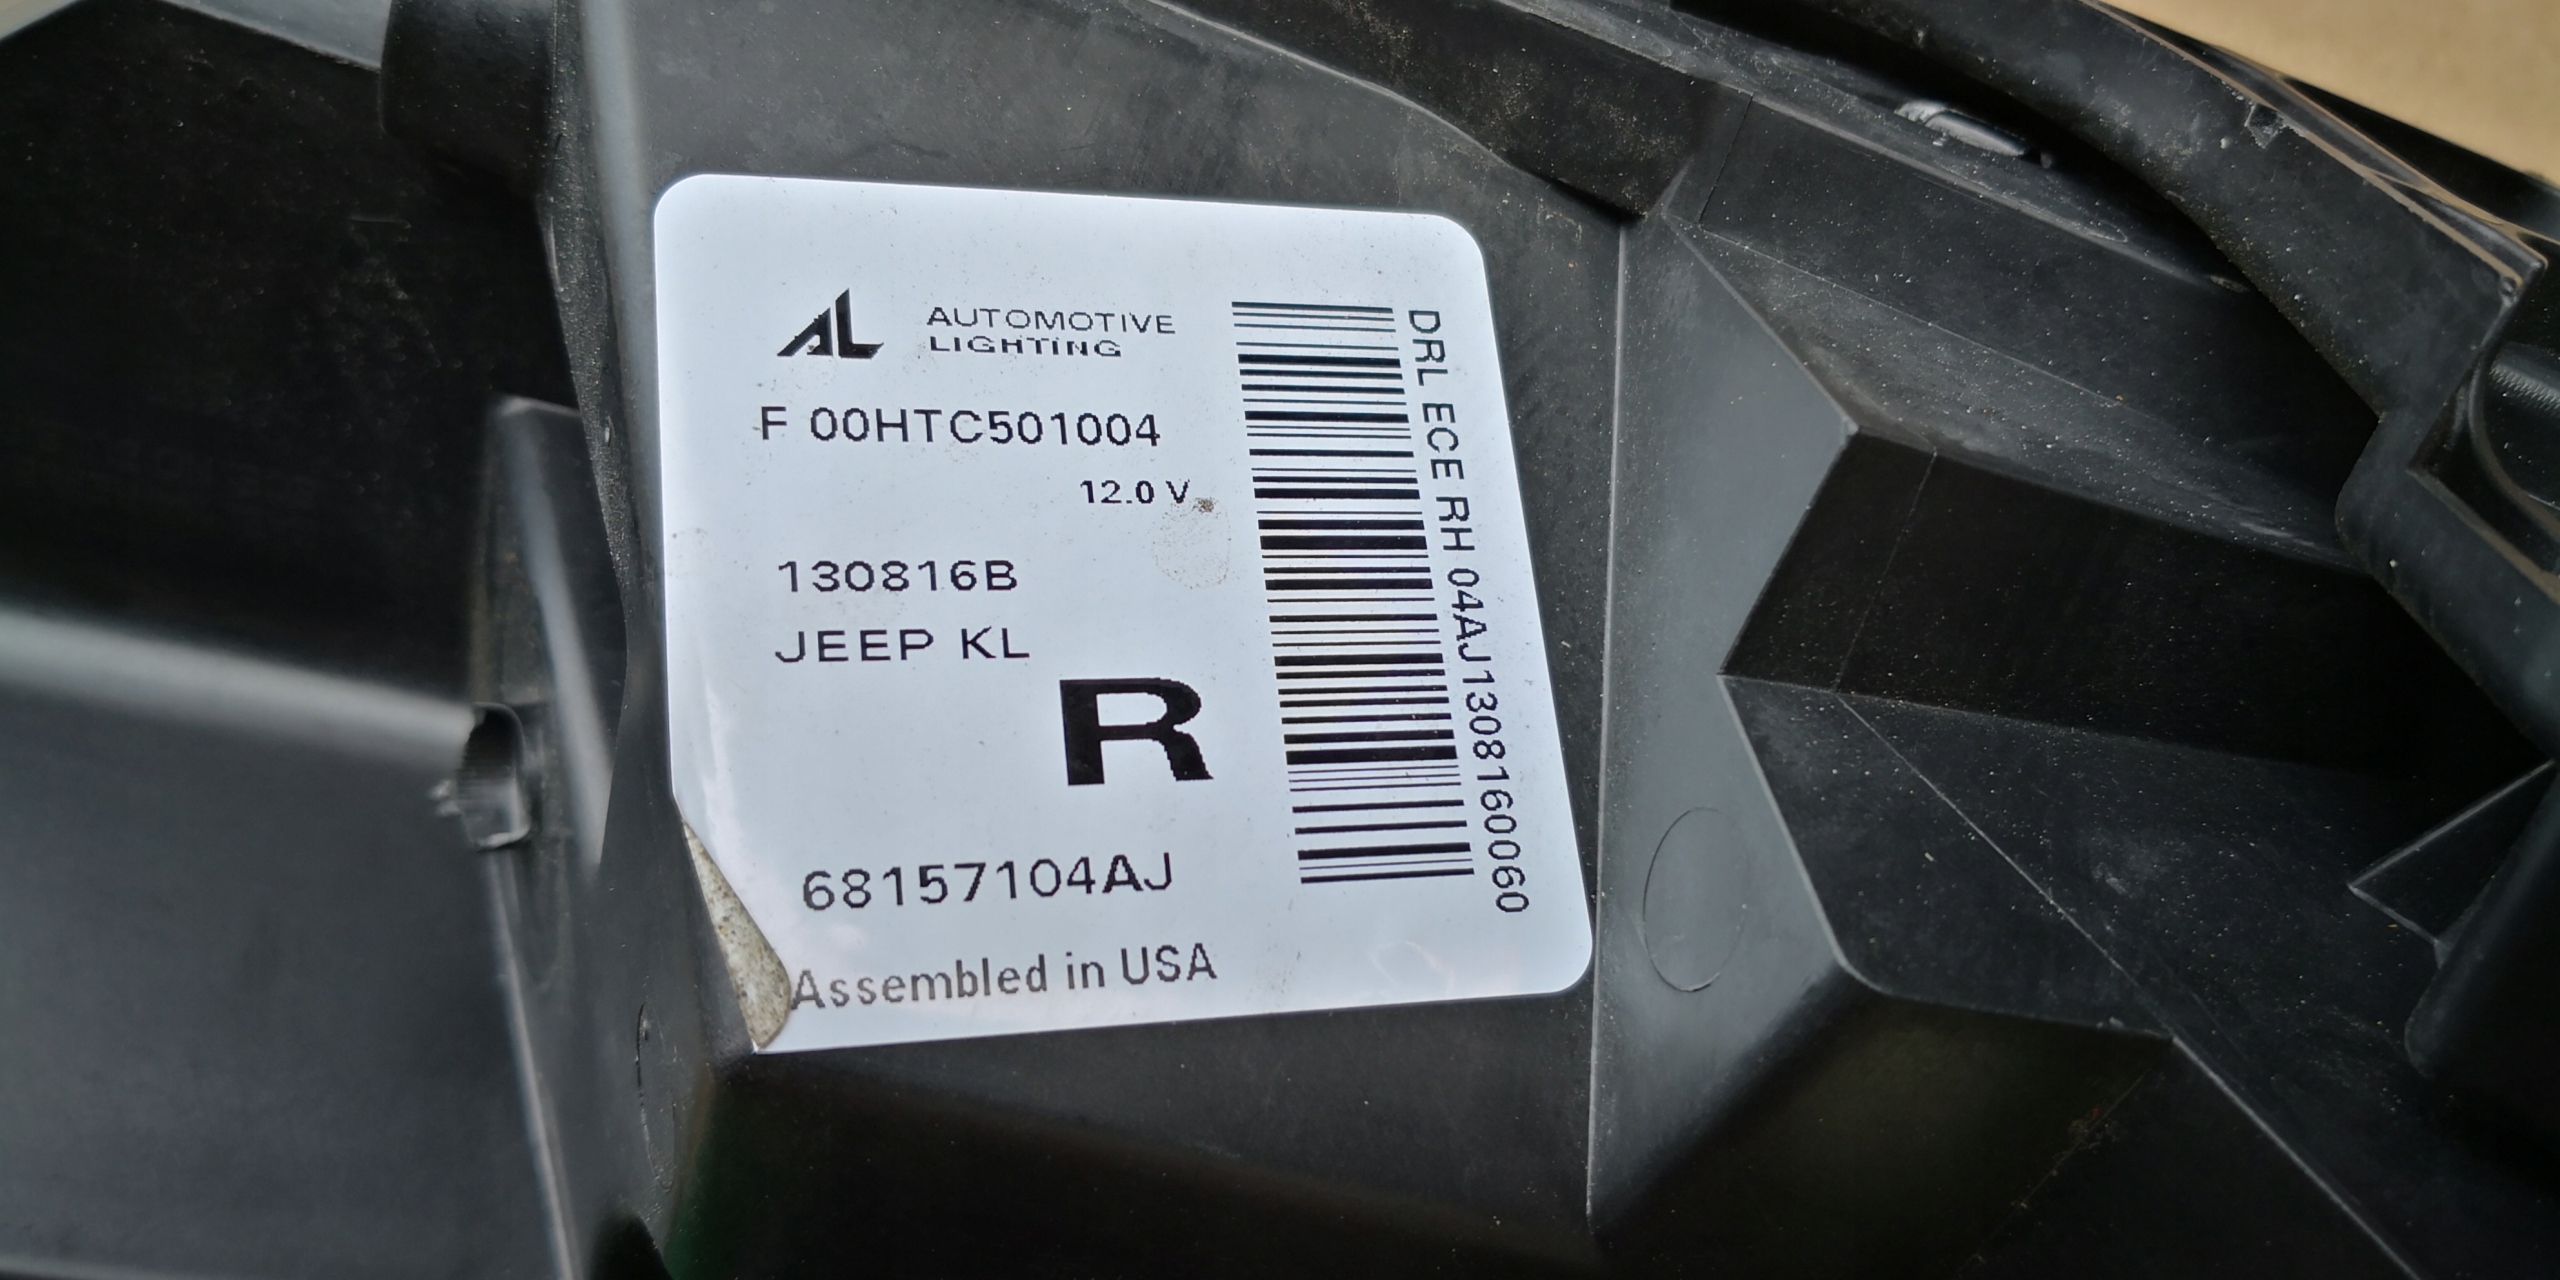 AL AUTOMOTIVE
LIGHTING
F 00HTC501004
12.0 V
130816B
JEEP KL
R
68157104AJ
Assembled in USA
DRL ECE RH 04AJ1308160060